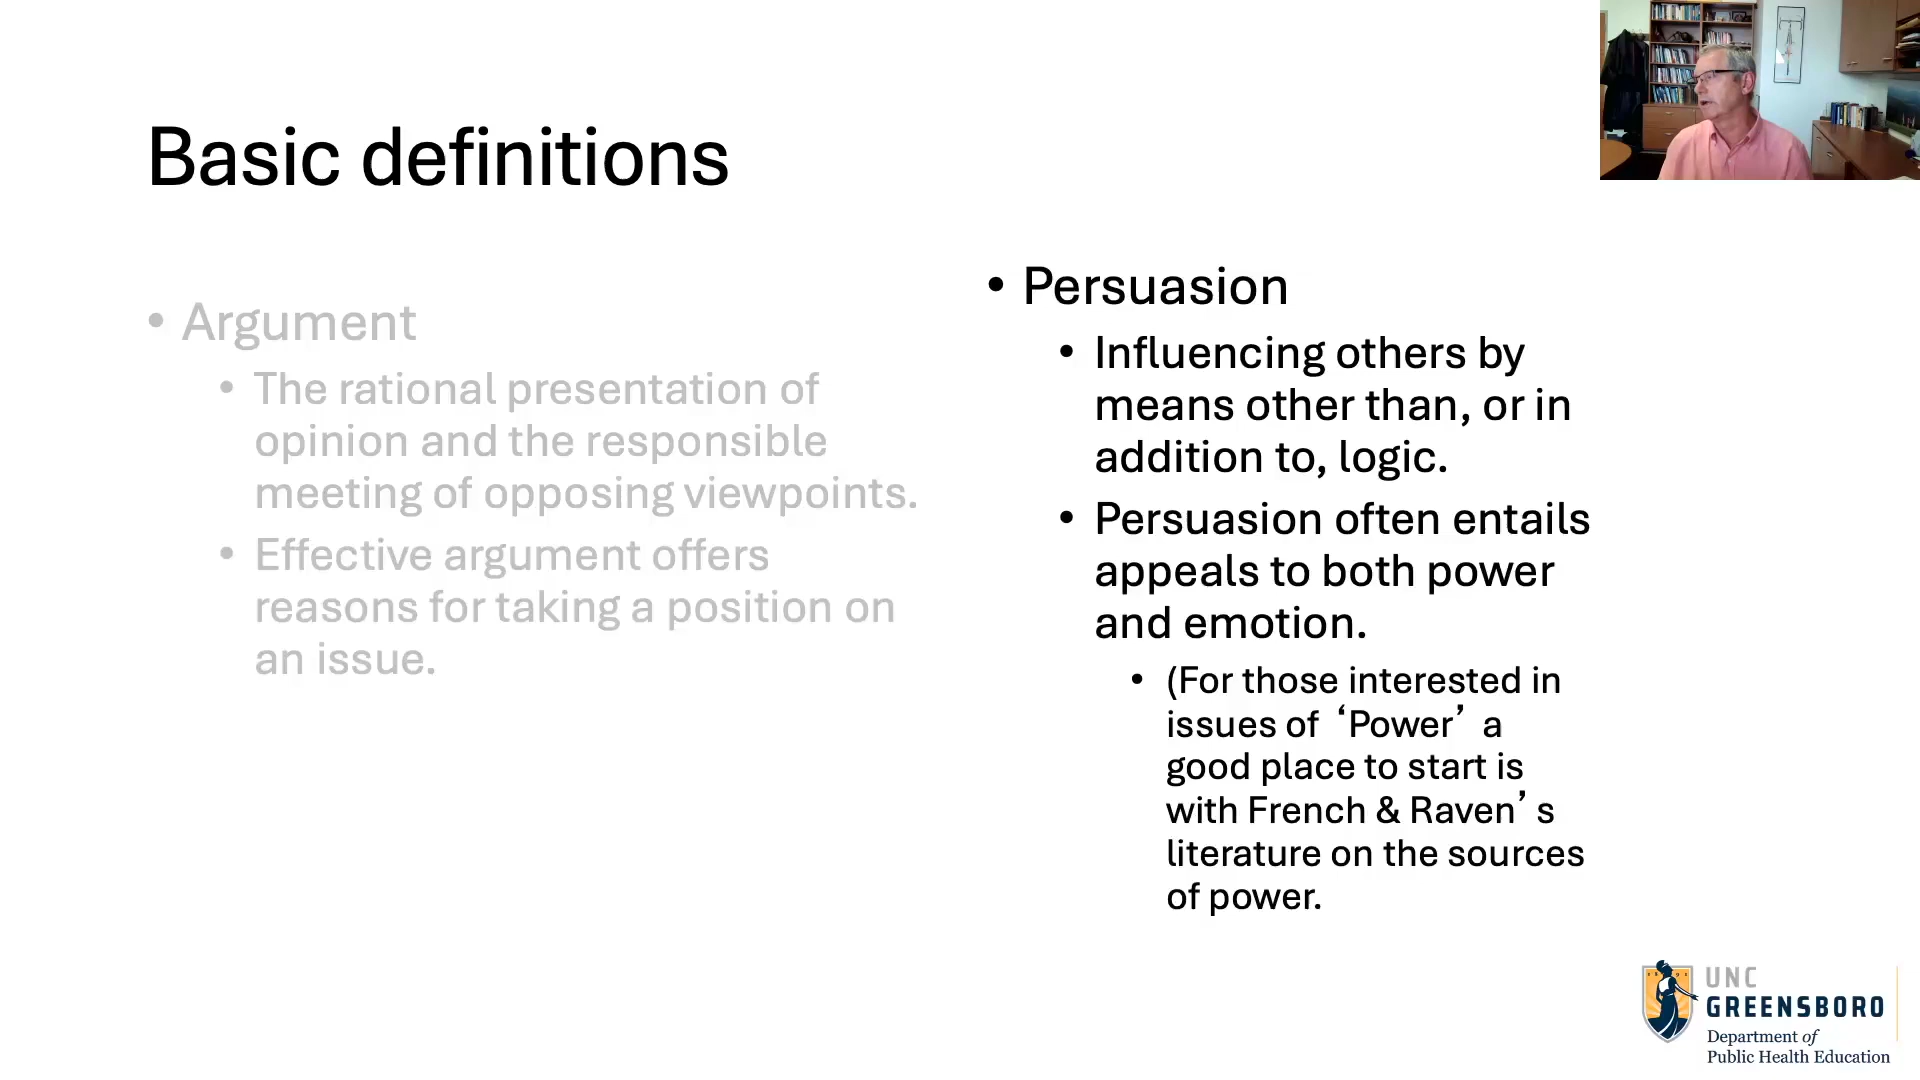 Basic definitions
• Argument
• The rational presentation of
opinion and the responsible
meeting of opposing viewpoints.
• Effective argument offers
reasons for taking a position on
an issue.
• Persuasion
• Influencing others by
means other than, or in
addition to, logic.
• Persuasion often entails
appeals to both power
and emotion.
• (For those interested in
issues of ‘Power’ a
good place to start is
with French & Raven’s
literature on the sources
of power.
UNC
GREENSBORO
Department of
Public Health Education